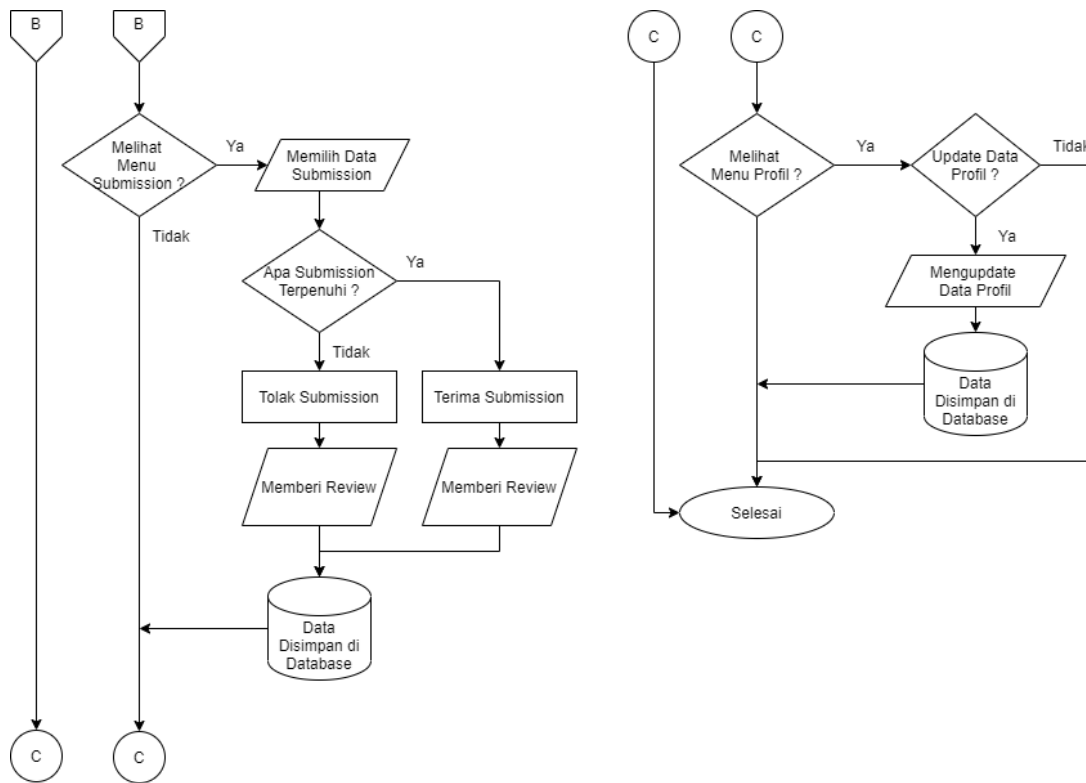 B
B
Melihat
Menu
Submission ?
Ya
Memilih Data
Submission
Tidak
Apa Submission
Terpenuhi ?
Ya
Tidak
Tolak Submission
Terima Submission
Memberi Review
Memberi Review
Data
Disimpan di
Database
C
C
C
C
Melihat
Menu Profil ?
Ya
Update Data
Profil ?
Tidak
Ya
Mengupdate
Data Profil
Data
Disimpan di
Database
Selesai